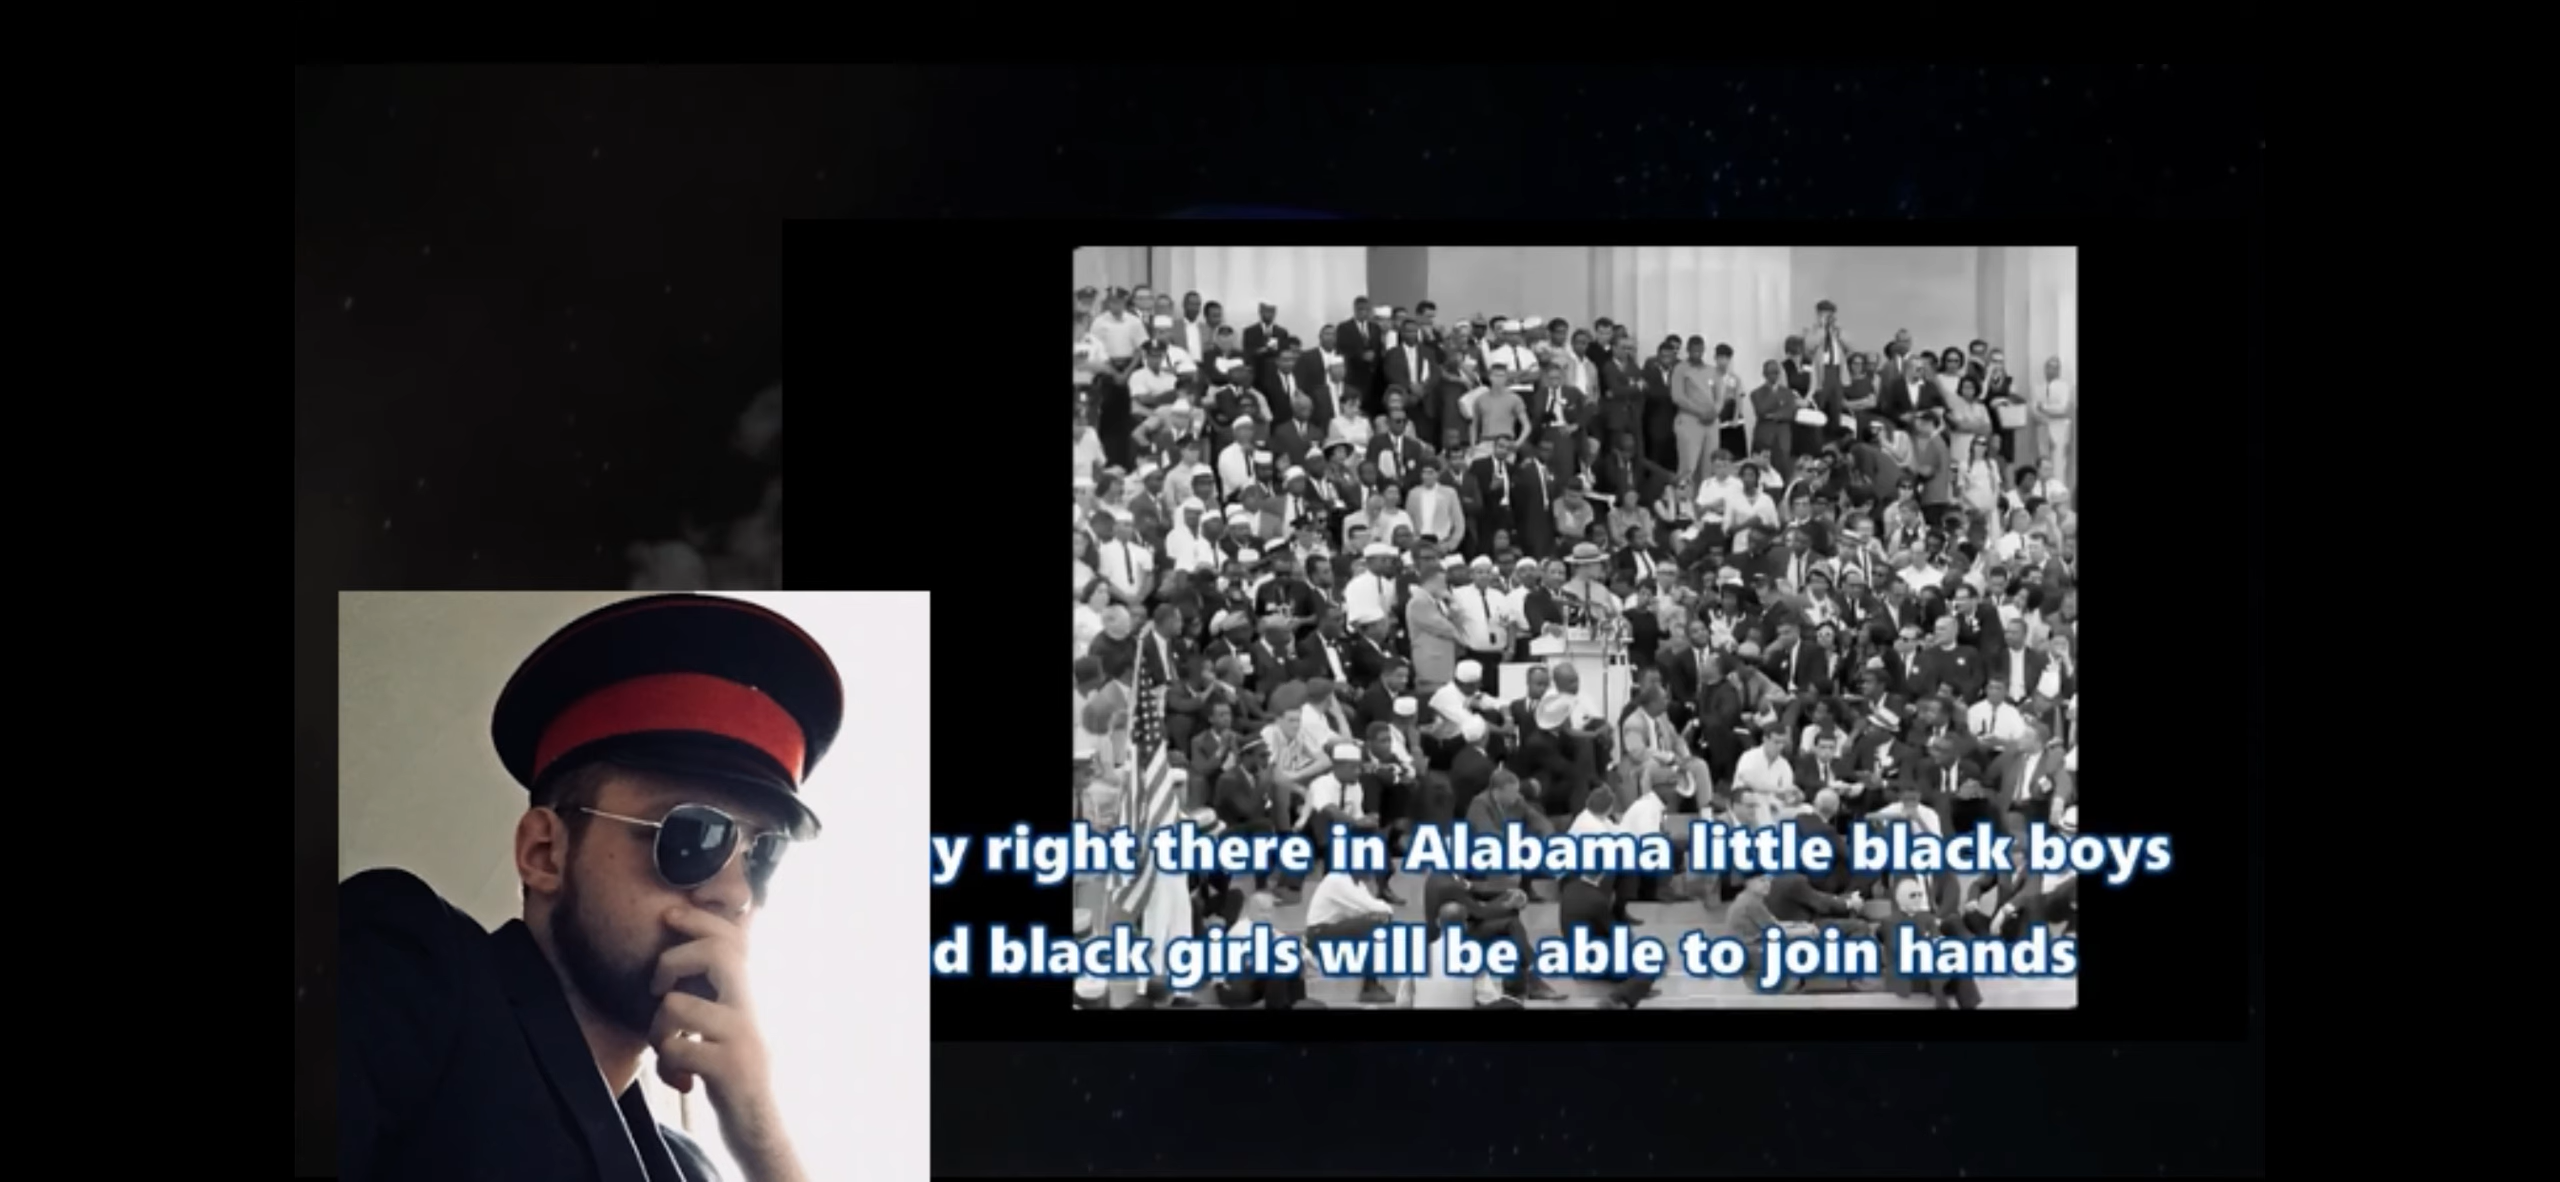 y right there in Alabama little black boys
d black girls will be able to join hands